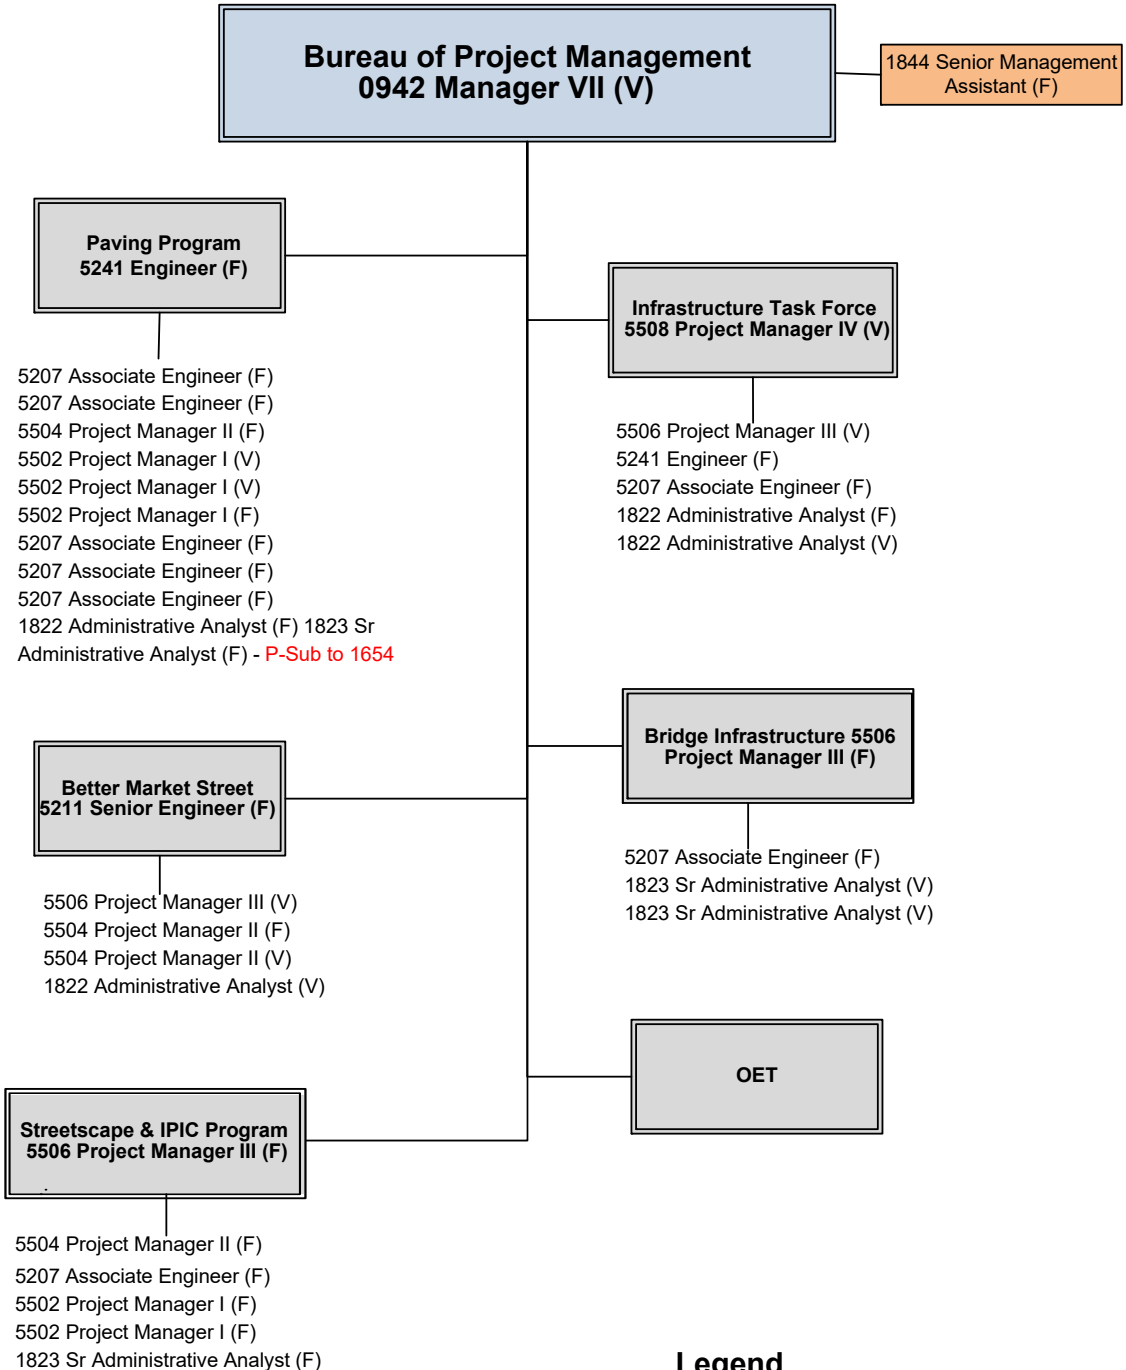 Bureau of Project Management
0942 Manager VII (V)
1844 Senior Management
Assistant (F)
Paving Program
5241 Engineer (F)
5207 Associate Engineer (F)
5207 Associate Engineer (F)
5504 Project Manager II (F)
5502 Project Manager I (V)
5502 Project Manager I (V)
5502 Project Manager I (F)
5207 Associate Engineer (F)
5207 Associate Engineer (F)
5207 Associate Engineer (F)
1822 Administrative Analyst (F) 1823 Sr
Administrative Analyst (F) - P-Sub to 1654
Infrastructure Task Force
5508 Project Manager IV (V)
5506 Project Manager III (V)
5241 Engineer (F)
5207 Associate Engineer (F)
1822 Administrative Analyst (F)
1822 Administrative Analyst (V)
Better Market Street
5211 Senior Engineer (F)
5506 Project Manager III (V)
5504 Project Manager II (F)
5504 Project Manager II (V)
1822 Administrative Analyst (V)
Bridge Infrastructure 5506
Project Manager III (F)
5207 Associate Engineer (F)
1823 Sr Administrative Analyst (V)
1823 Sr Administrative Analyst (V)
OET
Streetscape & IPIC Program
5506 Project Manager III (F)
5504 Project Manager II (F)
5207 Associate Engineer (F)
5502 Project Manager I (F)
5502 Project Manager I (F)
1823 Sr Administrative Analyst (F)
Legend